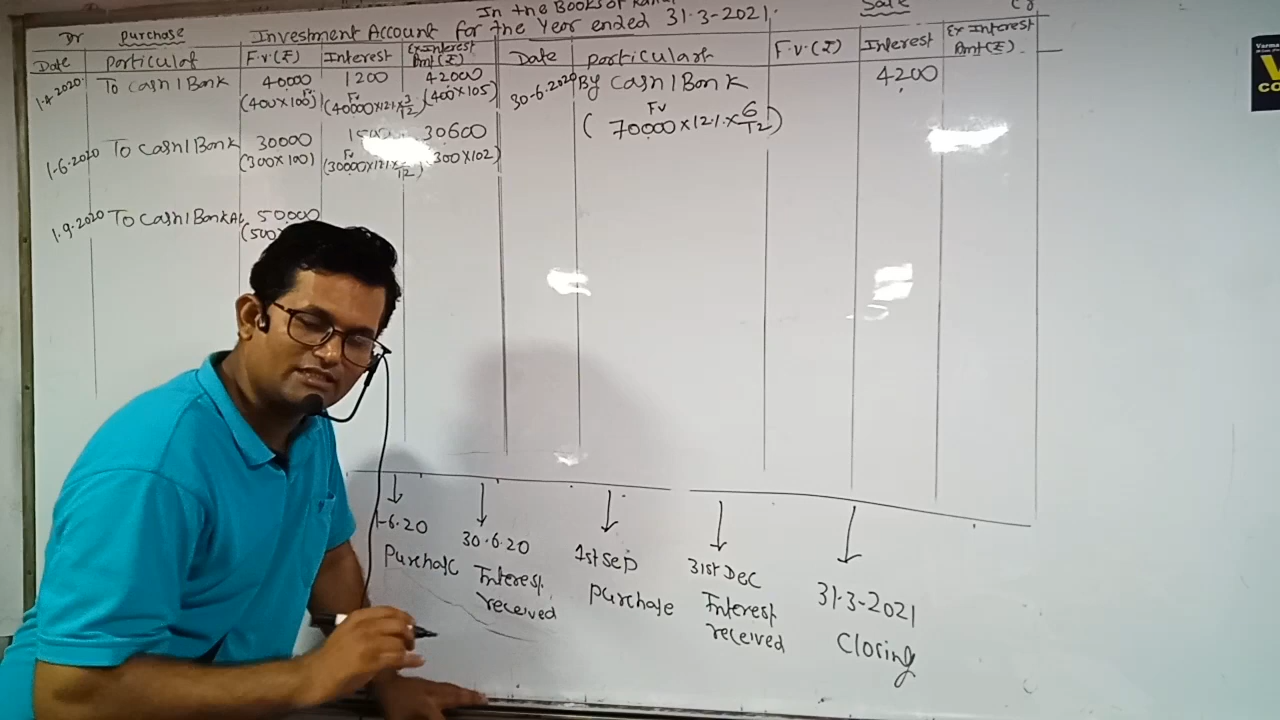 In the Books of
Sale
Dr Purchase Investment Account for the Year ended 31.3-2021. Cr
Date Particular F.V.(₹) Interest Ex Interest Amt(₹) Date Particulars F.V.(₹) Interest Ex Interest Amt(₹)
1.4.2020 To Cash/Bank 40000 1200 42000 30-6.2020 By Cash/Bank 4200
(400×100) (40000×12%×3/12) (400×105) (70000×12%×6/12)
FV
FV
1-6.2020 To Cash/Bank 30000 30600
(300×100) (30000×12%× /12) 300×102)
FV
1.9.2020 To Cash/Bank A/c 50,000
(500
1-6.20 Purchase
30.6.20 Interest received
1st Sep Purchase
31st Dec Interest received
31.3-2021 Closing
Varma
CO